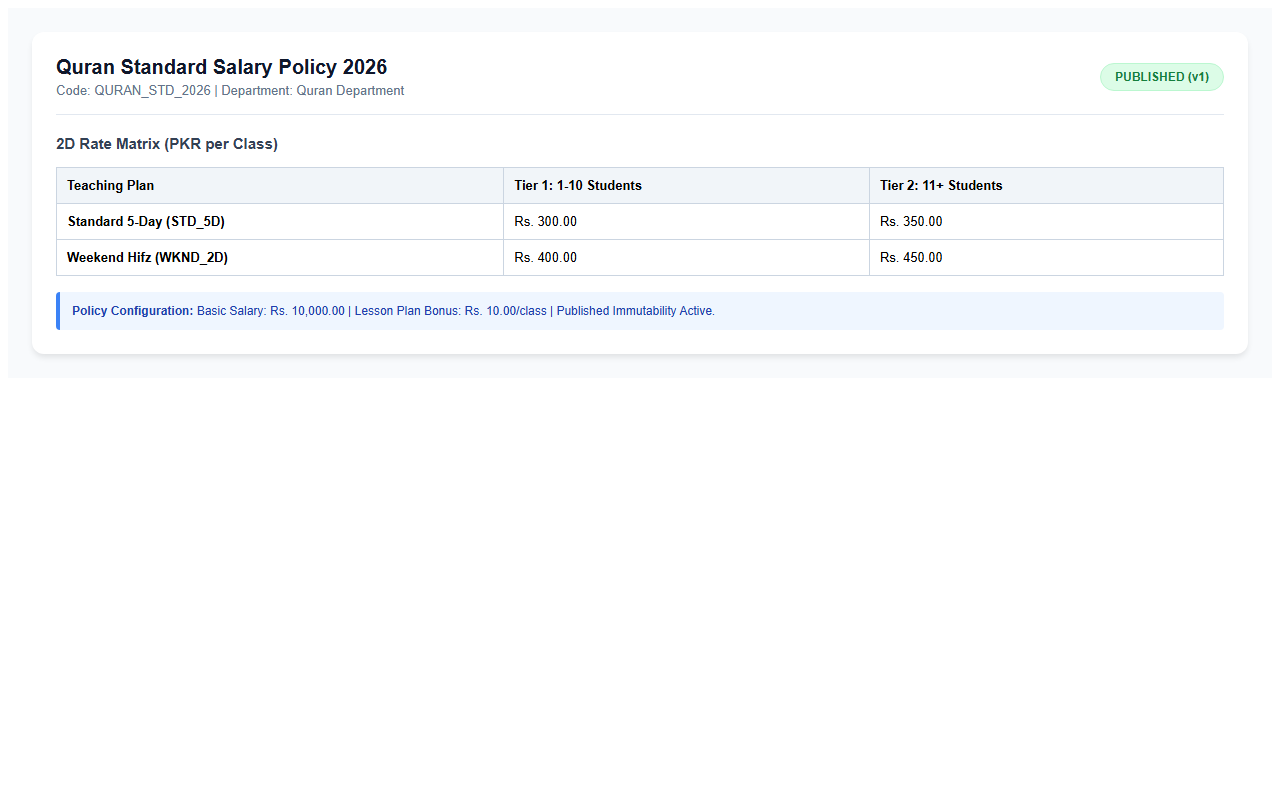 Quran Standard Salary Policy 2026
Code: QURAN_STD_2026 | Department: Quran Department
PUBLISHED (v1)
2D Rate Matrix (PKR per Class)
Teaching Plan Tier 1: 1-10 Students Tier 2: 11+ Students
Standard 5-Day (STD_5D) Rs. 300.00 Rs. 350.00
Weekend Hifz (WKND_2D) Rs. 400.00 Rs. 450.00
Policy Configuration: Basic Salary: Rs. 10,000.00 | Lesson Plan Bonus: Rs. 10.00/class | Published Immutability Active.